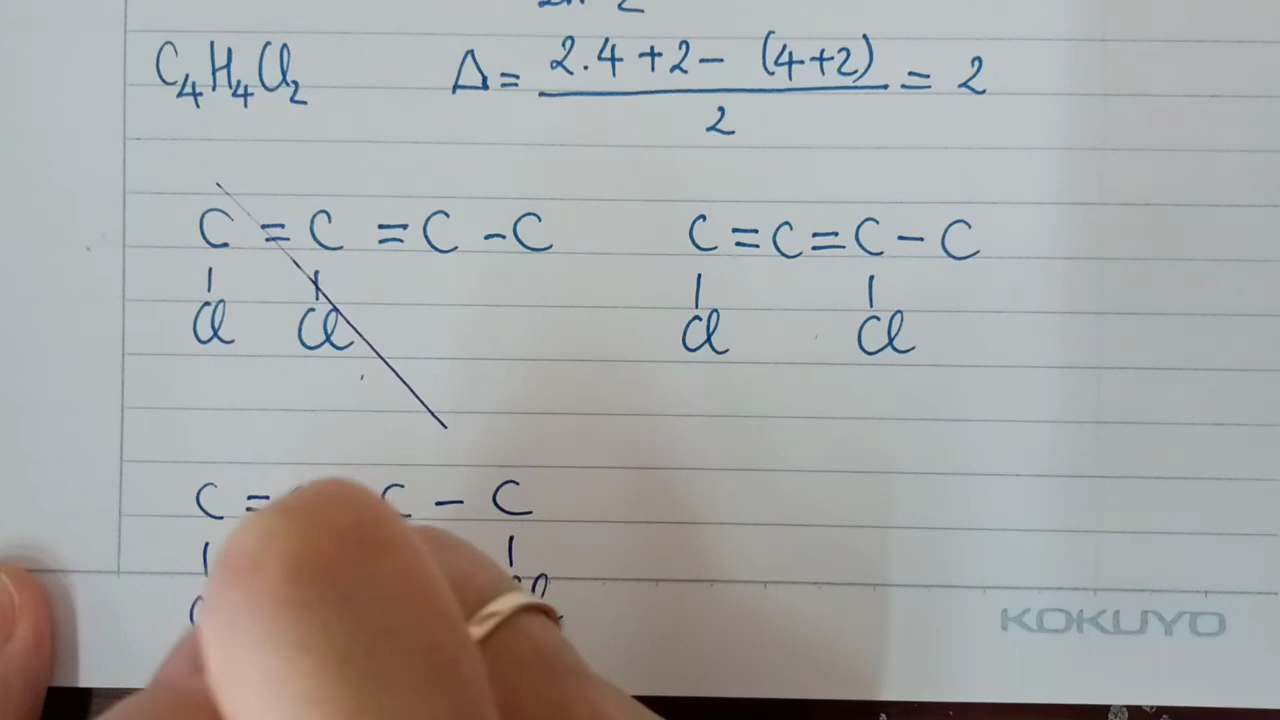 C₄H₄Cl₂ Δ = 2.4+2- (4+2) / 2 = 2
C = C = C - C C = C = C - C
Cl Cl Cl Cl
C = C - C
KOKUYO